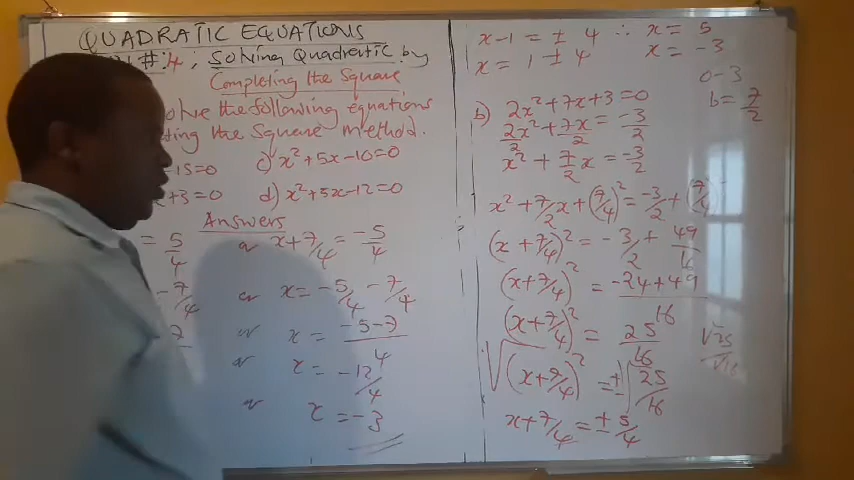 QUADRATIC EQUATIONS
#:4, Solving Quadratic by
Completing the Square
olve the following equations
ting the Square method.
-15=0 c) x²+5x-10=0
x+3=0 d) x²+5x-12=0
Answers
= 5/4 or x+7/4 = -5/4
-7/4 or x = -5/4 - 7/4
7 or x = (-5-7)/4
or x = -12/4
or x = -3
x-1 = ± 4 ∴ x = 5
x = 1 ± 4 x = -3
0-3
b) 2x²+7x+3=0 b = 7/2
2x²/2 + 7x/2 = -3/2
x² + 7/2 x = -3/2
x² + 7/2 x + (7/4)² = -3/2 + (7/4)²
(x + 7/4)² = -3/2 + 49/16
(x + 7/4)² = (-24+49)/16
(x + 7/4)² = 25/16 √25/√16
√(x + 7/4)² = ±√25/16
x + 7/4 = ± 5/4